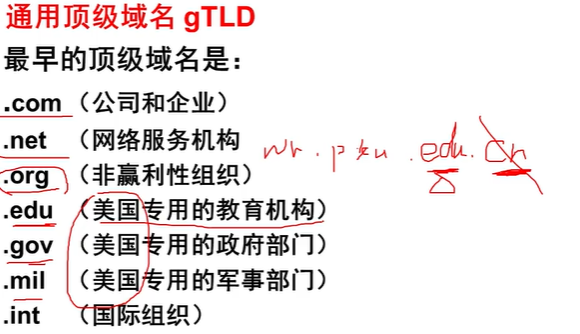 通用顶级域名 gTLD
最早的顶级域名是：
.com （公司和企业）
.net （网络服务机构
.org （非赢利性组织）
.edu （美国专用的教育机构）
.gov （美国专用的政府部门）
.mil （美国专用的军事部门）
.int （国际组织）
.edu.cn